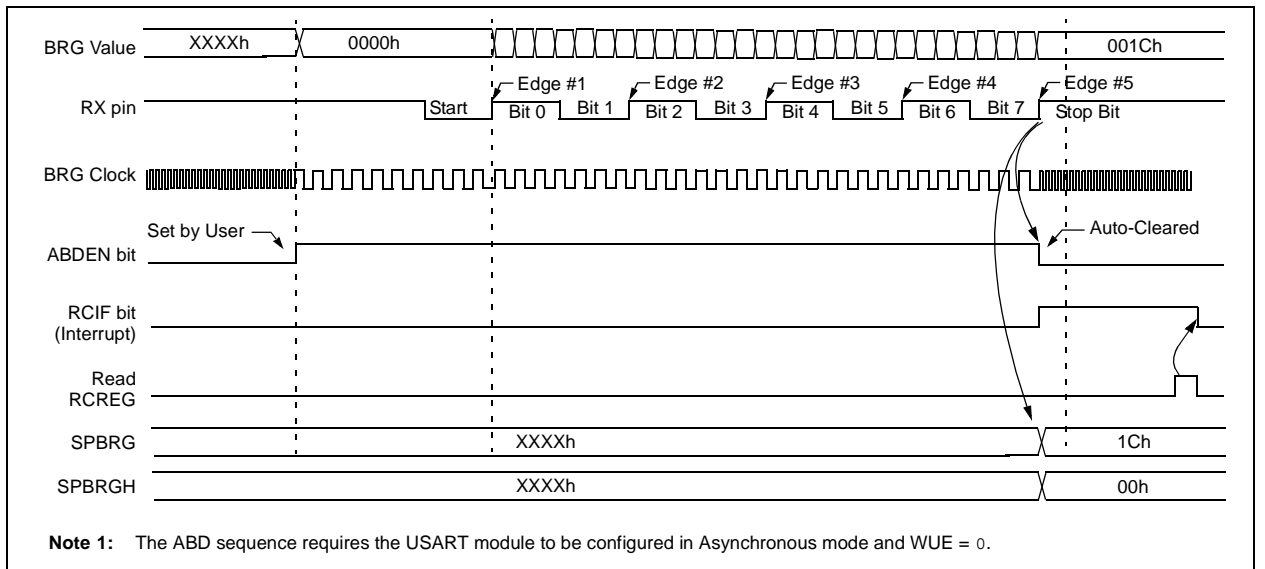 BRG Value XXXXh 0000h 001Ch
Edge #1 Edge #2 Edge #3 Edge #4 Edge #5
RX pin Start Bit 0 Bit 1 Bit 2 Bit 3 Bit 4 Bit 5 Bit 6 Bit 7 Stop Bit
BRG Clock
Set by User Auto-Cleared
ABDEN bit
RCIF bit
(Interrupt)
Read
RCREG
SPBRG XXXXh 1Ch
SPBRGH XXXXh 00h
Note 1: The ABD sequence requires the USART module to be configured in Asynchronous mode and WUE = 0.